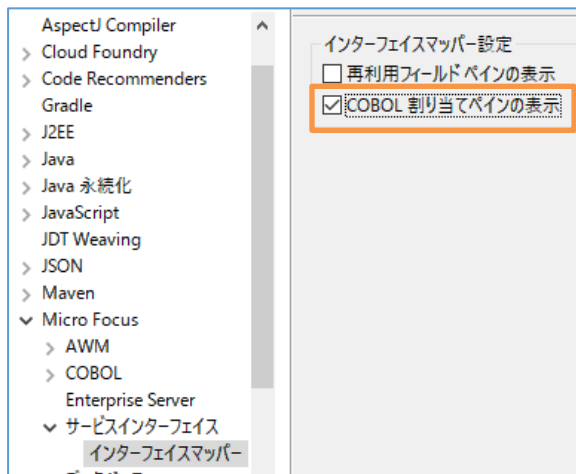 AspectJ Compiler
Cloud Foundry
Code Recommenders
Gradle
J2EE
Java
Java 永続化
JavaScript
JDT Weaving
JSON
Maven
Micro Focus
AWM
COBOL
Enterprise Server
サービスインターフェイス
インターフェイスマッパー
インターフェイスマッパー設定
再利用フィールド ペインの表示
COBOL 割り当てペインの表示